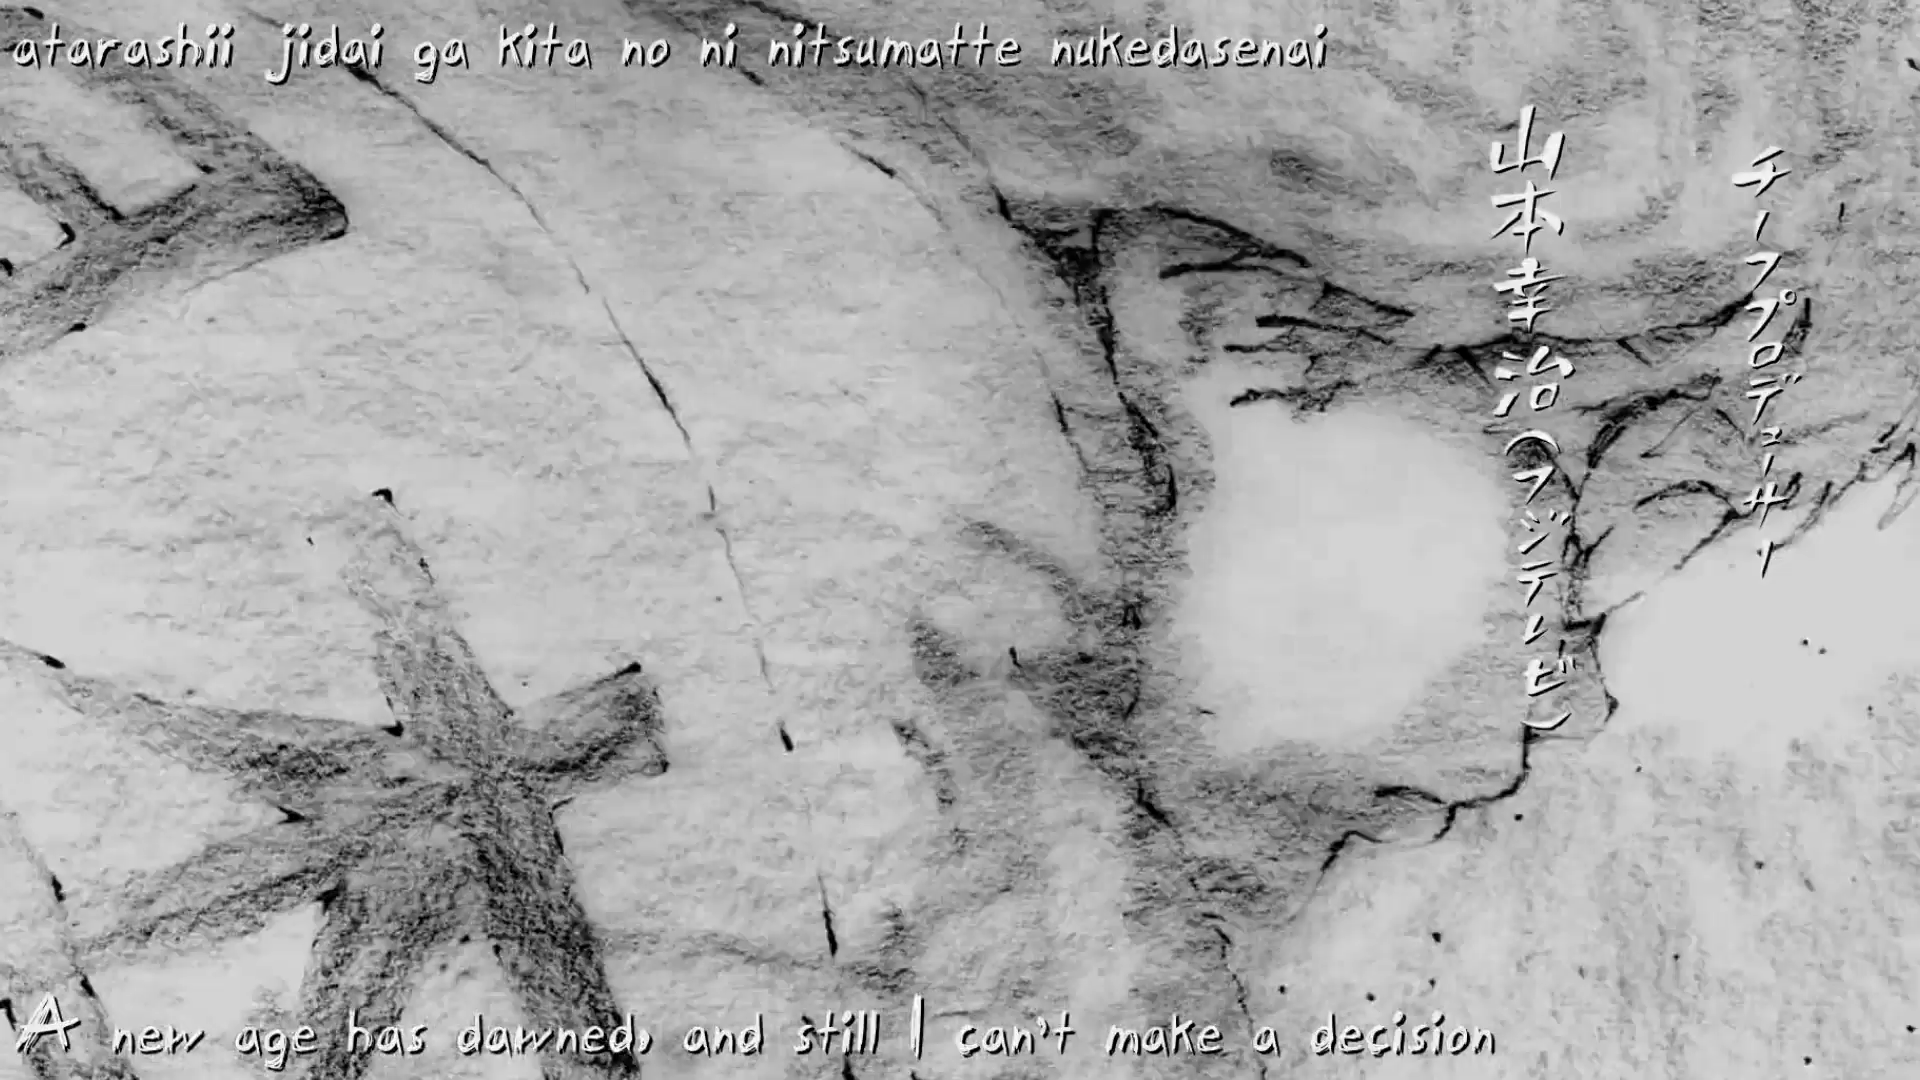 atarashii jidai ga kita no ni nitsumatte nukedasenai
チーフプロデューサー
山本幸治(フジテレビ)
A new age has dawned, and still I can't make a decision